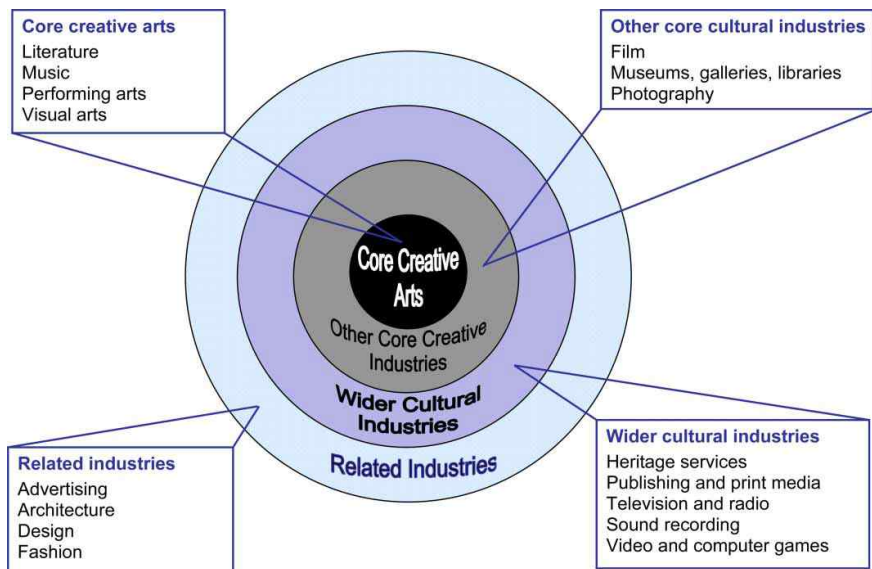 Core creative arts
Literature
Music
Performing arts
Visual arts
Other core cultural industries
Film
Museums, galleries, libraries
Photography
Core Creative
Arts
Other Core Creative
Industries
Wider Cultural
Industries
Related Industries
Related industries
Advertising
Architecture
Design
Fashion
Wider cultural industries
Heritage services
Publishing and print media
Television and radio
Sound recording
Video and computer games